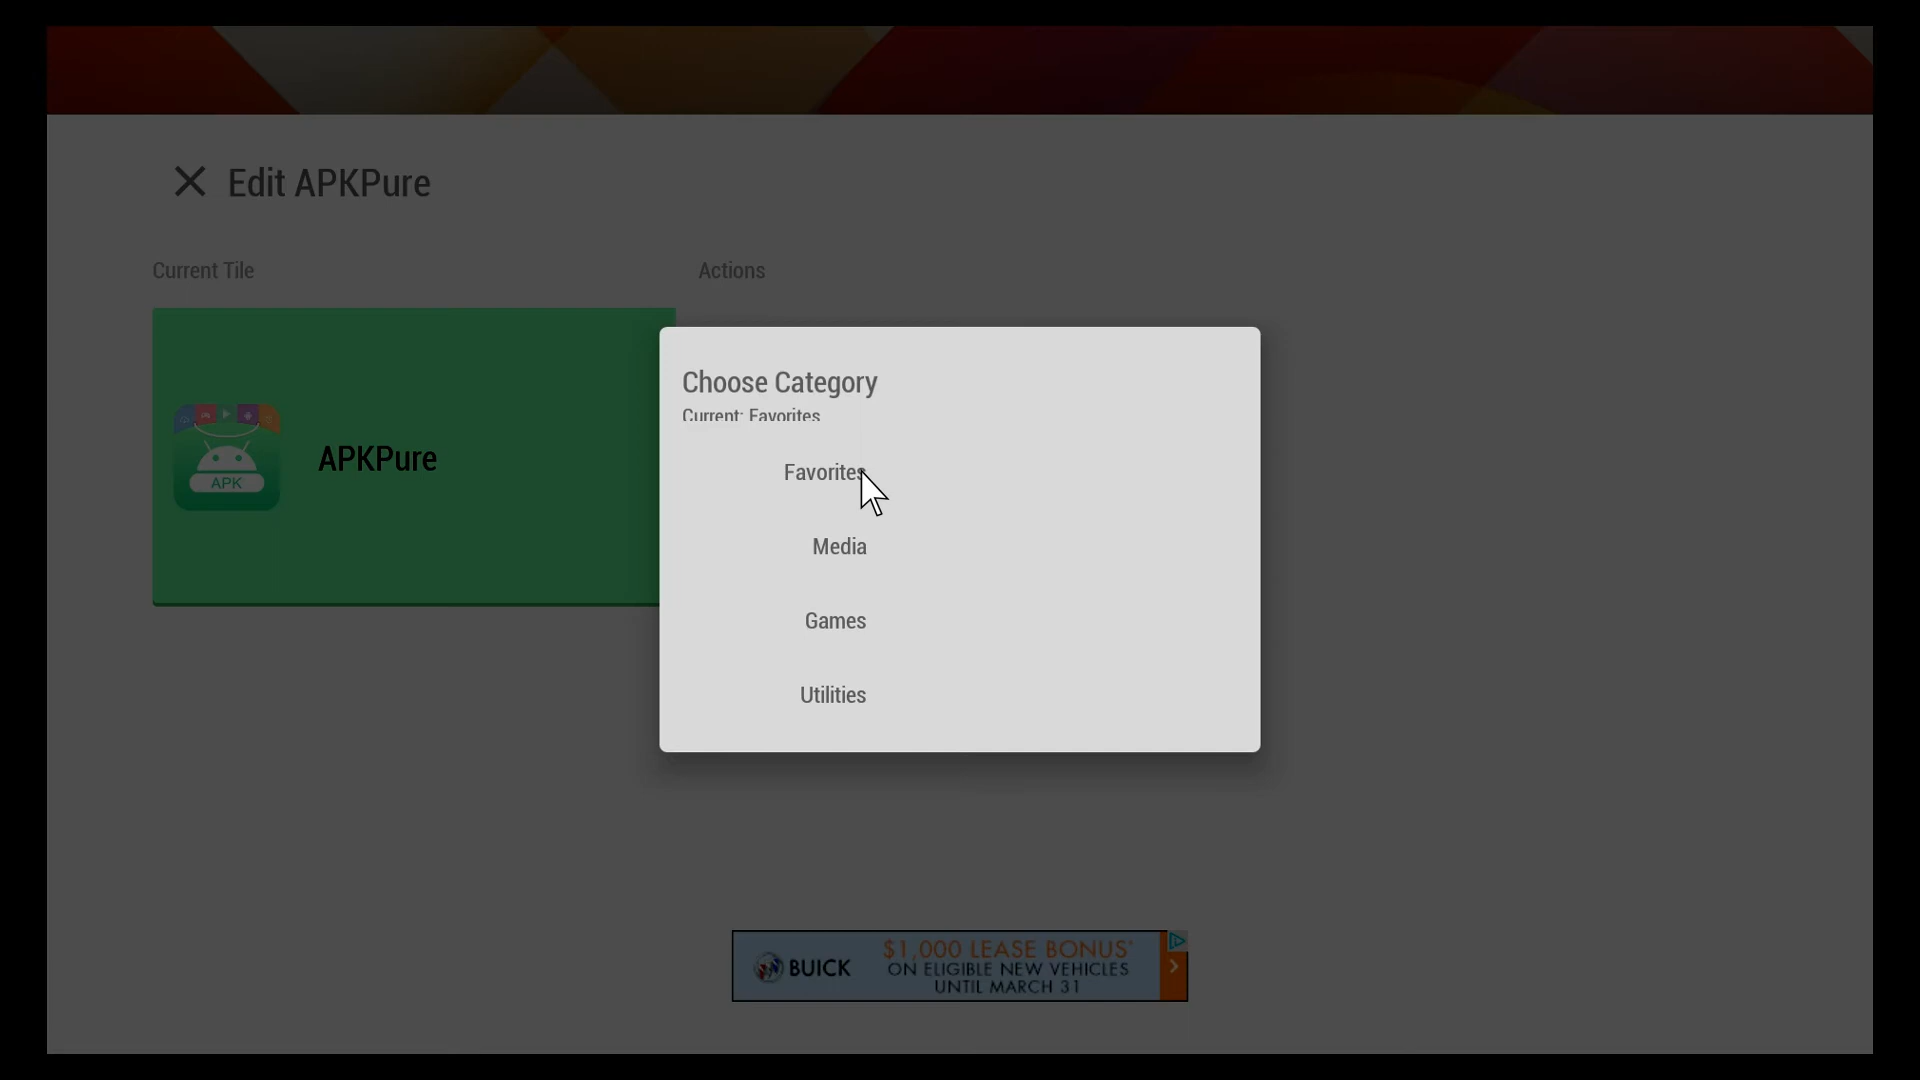 Edit APKPure
Current Tile
Actions
Choose Category
Current: Favorites
Favorites
Media
Games
Utilities
APKPure
APK
BUICK
$1,000 LEASE BONUS*
ON ELIGIBLE NEW VEHICLES
UNTIL MARCH 31